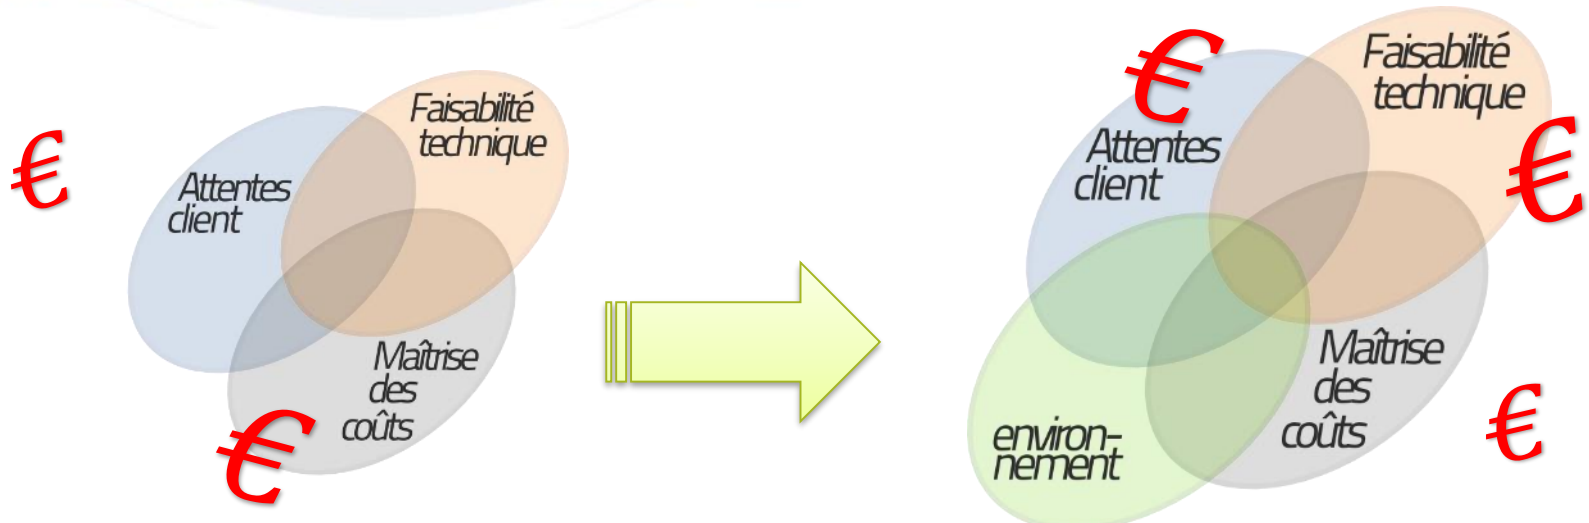 €
Attentes
client
Faisabilité
technique
Maîtrise
des
coûts
€
€
Attentes
client
Faisabilité
technique
€
environ-
nement
Maîtrise
des
coûts
€